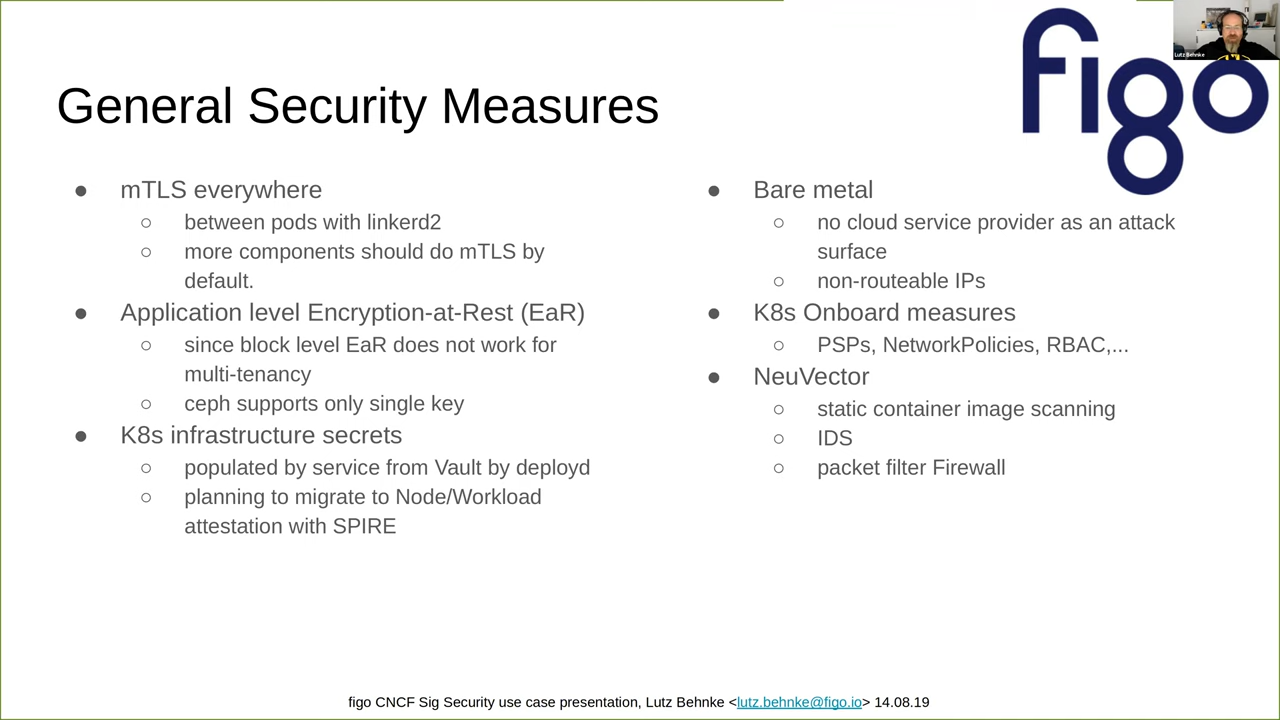 figo
Lutz Behnke
General Security Measures
● mTLS everywhere
○ between pods with linkerd2
○ more components should do mTLS by
default.
● Application level Encryption-at-Rest (EaR)
○ since block level EaR does not work for
multi-tenancy
○ ceph supports only single key
● K8s infrastructure secrets
○ populated by service from Vault by deployd
○ planning to migrate to Node/Workload
attestation with SPIRE
● Bare metal
○ no cloud service provider as an attack
surface
○ non-routeable IPs
● K8s Onboard measures
○ PSPs, NetworkPolicies, RBAC,...
● NeuVector
○ static container image scanning
○ IDS
○ packet filter Firewall
figo CNCF Sig Security use case presentation, Lutz Behnke <lutz.behnke@figo.io> 14.08.19